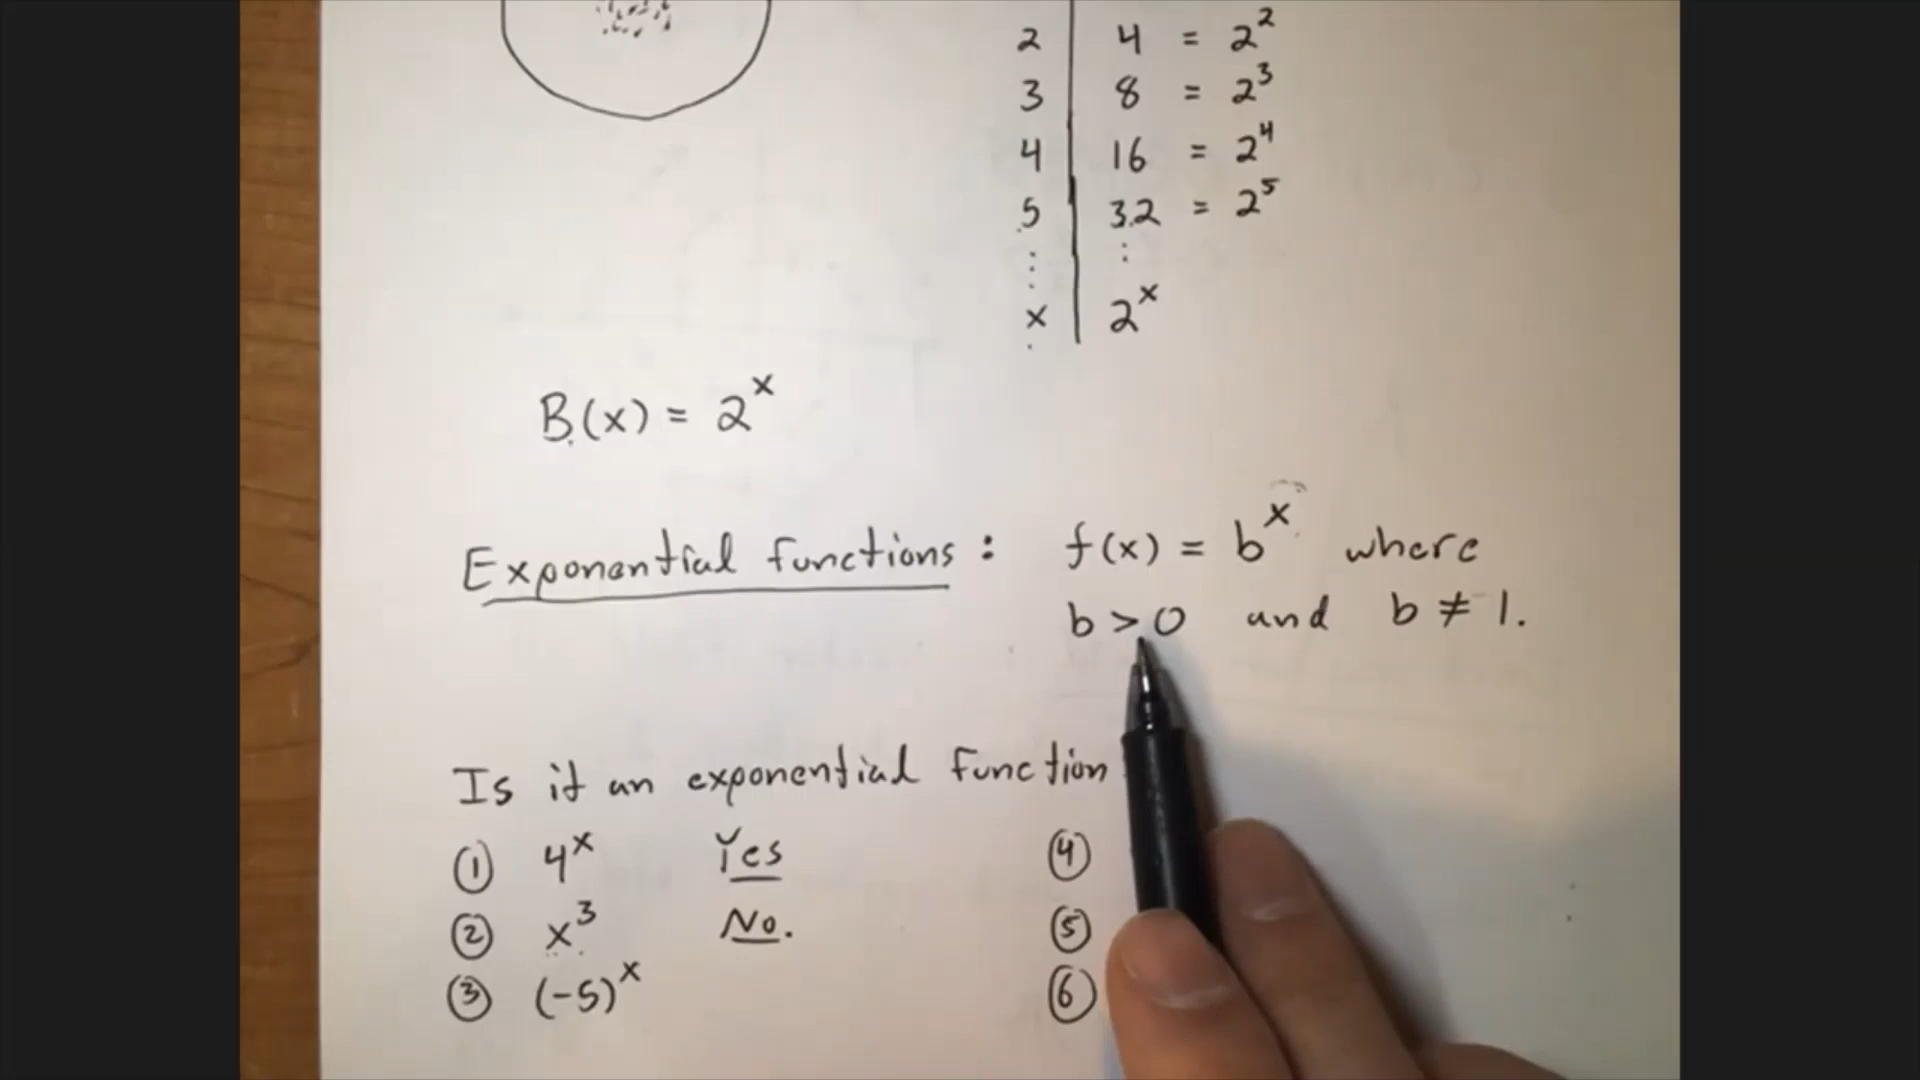 2 4 = 2²
3 8 = 2³
4 16 = 2⁴
5 32 = 2⁵
⋮ ⋮
x 2ˣ
B(x) = 2ˣ
Exponential functions : f(x) = bˣ where
b > 0 and b ≠ 1.
Is it an exponential function
① 4ˣ Yes ④
② x³ No. ⑤
③ (-5)ˣ ⑥